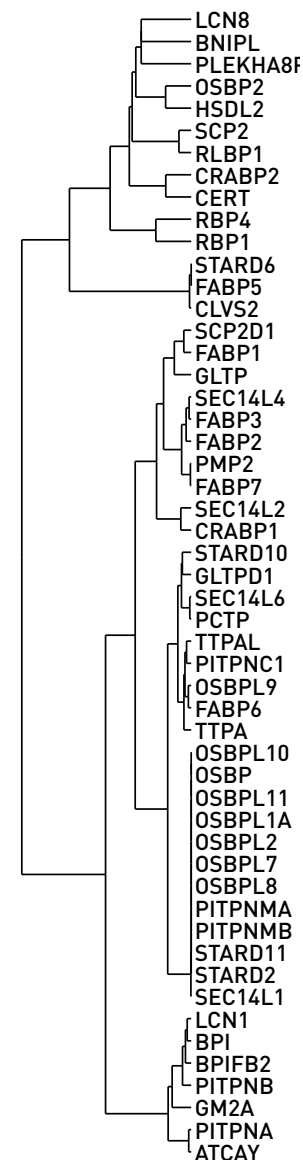 LCN8
BNIPL
PLEKHA8P
OSBP2
HSDL2
SCP2
RLBP1
CRABP2
CERT
RBP4
RBP1
STARD6
FABP5
CLVS2
SCP2D1
FABP1
GLTP
SEC14L4
FABP3
FABP2
PMP2
FABP7
SEC14L2
CRABP1
STARD10
GLTPD1
SEC14L6
PCTP
TTPAL
PITPNC1
OSBPL9
FABP6
TTPA
OSBPL10
OSBP
OSBPL11
OSBPL1A
OSBPL2
OSBPL7
OSBPL8
PITPNMA
PITPNMB
STARD11
STARD2
SEC14L1
LCN1
BPI
BPIFB2
PITPNB
GM2A
PITPNA
ATCAY